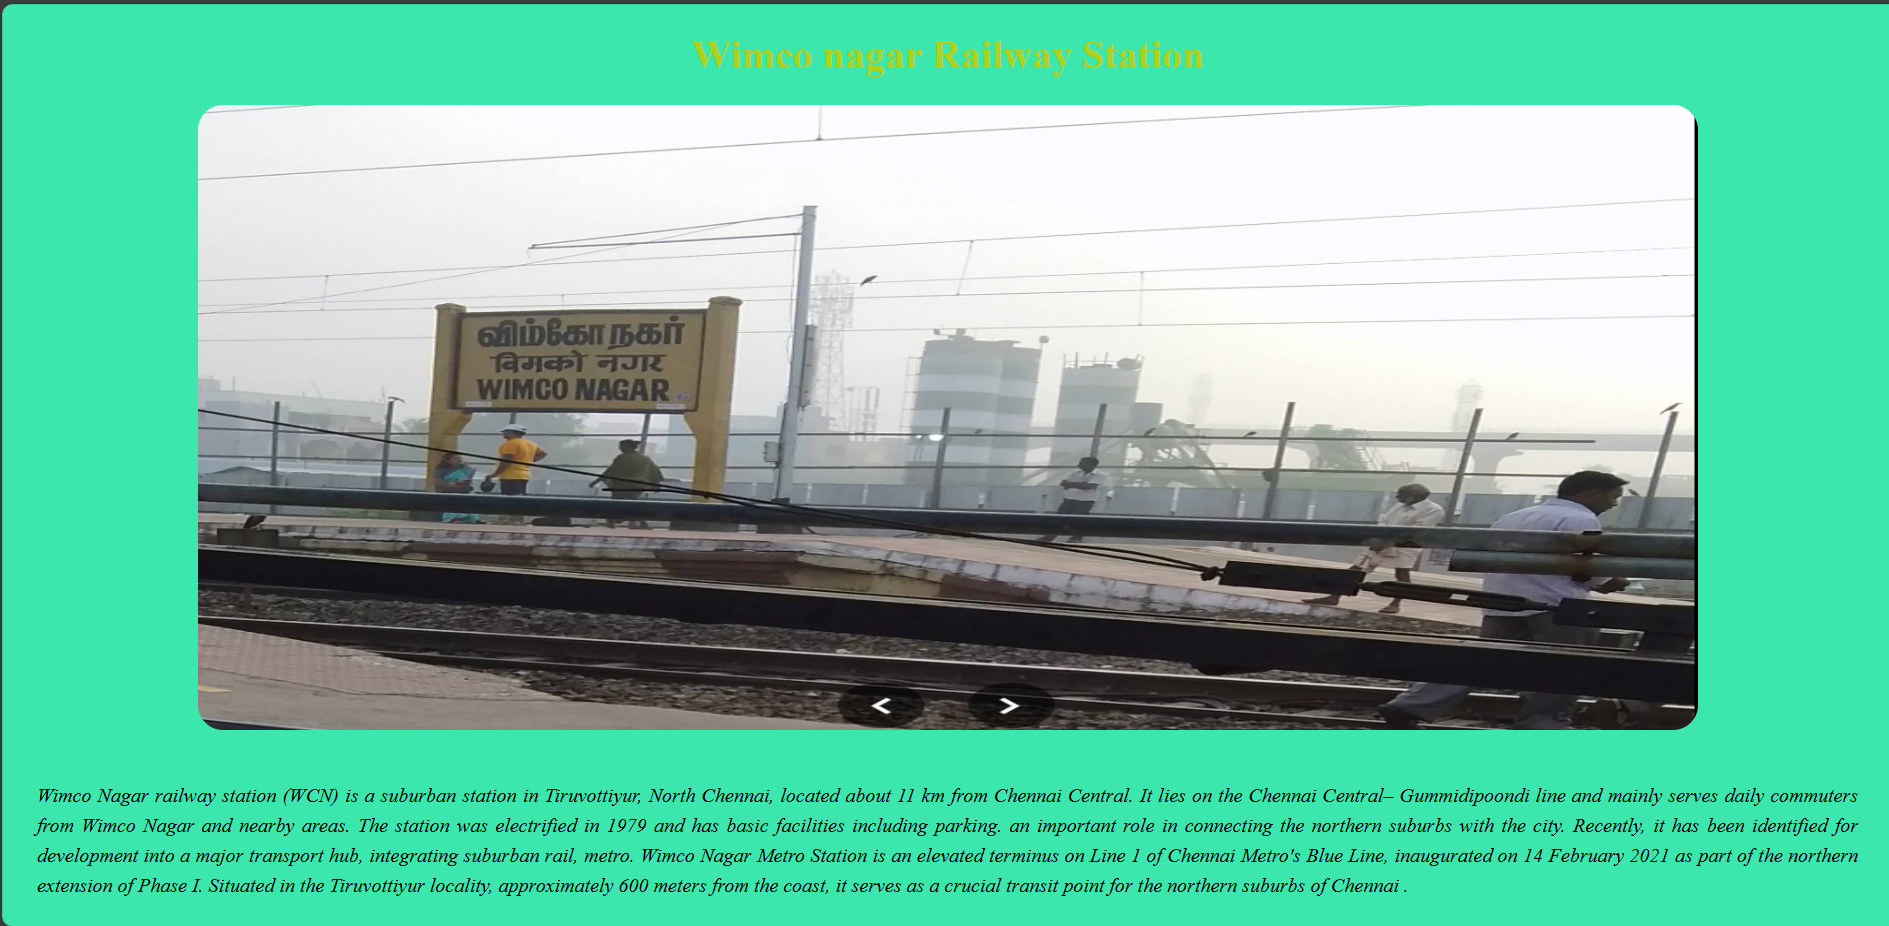 Wimco nagar Railway Station
விம்கோ நகர்
विमको नगर
WIMCO NAGAR
Wimco Nagar railway station (WCN) is a suburban station in Tiruvottiyur, North Chennai, located about 11 km from Chennai Central. It lies on the Chennai Central– Gummidipoondi line and mainly serves daily commuters
from Wimco Nagar and nearby areas. The station was electrified in 1979 and has basic facilities including parking. an important role in connecting the northern suburbs with the city. Recently, it has been identified for
development into a major transport hub, integrating suburban rail, metro. Wimco Nagar Metro Station is an elevated terminus on Line 1 of Chennai Metro's Blue Line, inaugurated on 14 February 2021 as part of the northern
extension of Phase I. Situated in the Tiruvottiyur locality, approximately 600 meters from the coast, it serves as a crucial transit point for the northern suburbs of Chennai .